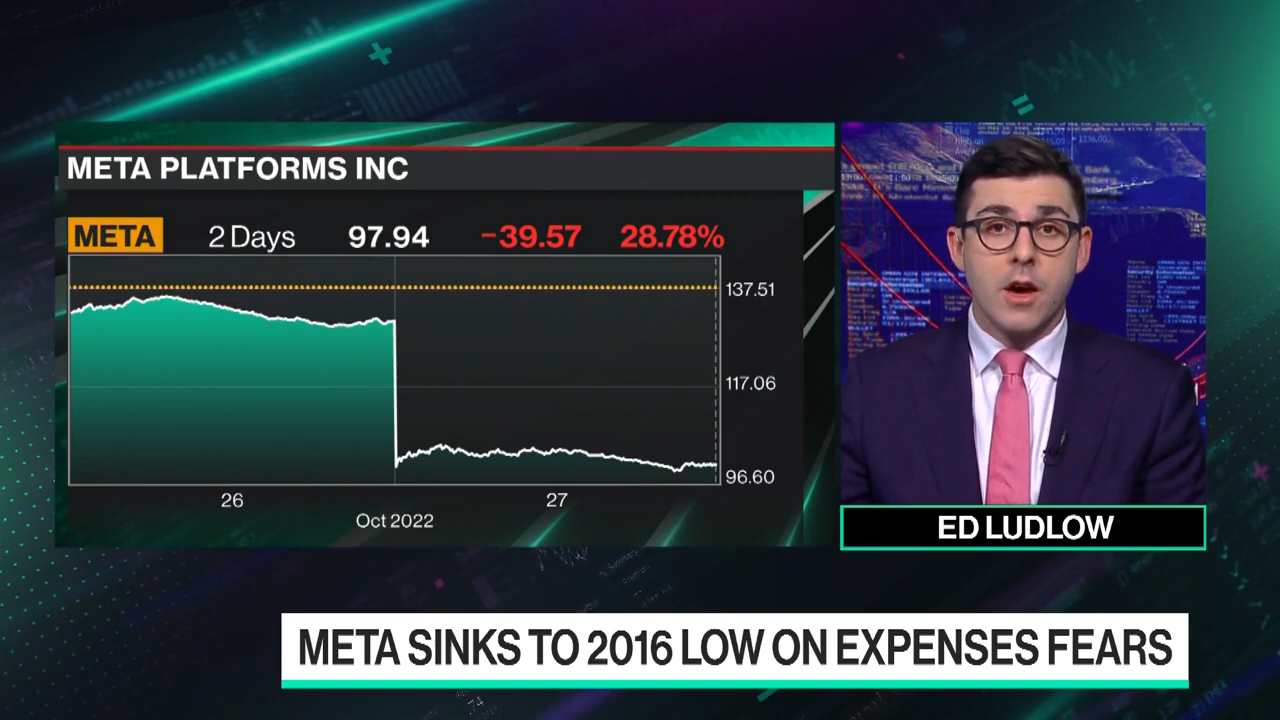 META PLATFORMS INC
META 2 Days 97.94 -39.57 28.78%
137.51
117.06
96.60
26 27
Oct 2022
ED LUDLOW
META SINKS TO 2016 LOW ON EXPENSES FEARS